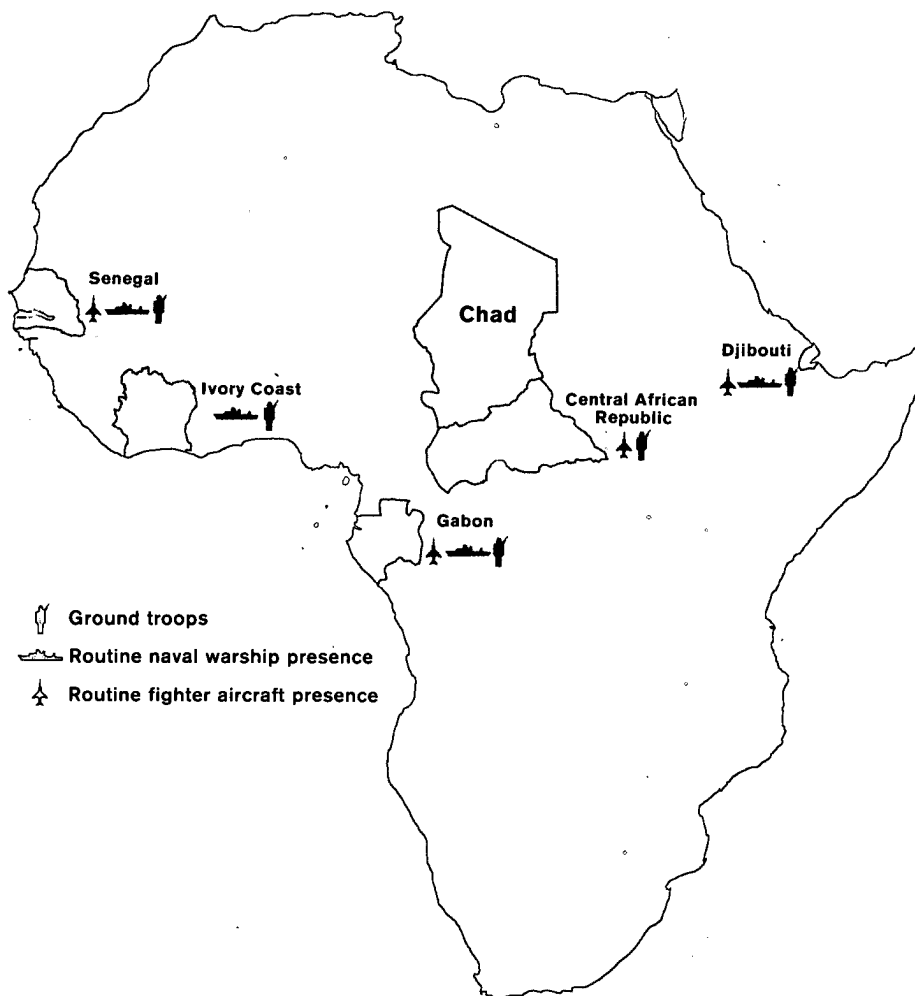 Senegal
Chad
Djibouti
Ivory Coast
Central African
Republic
Gabon
Ground troops
Routine naval warship presence
Routine fighter aircraft presence